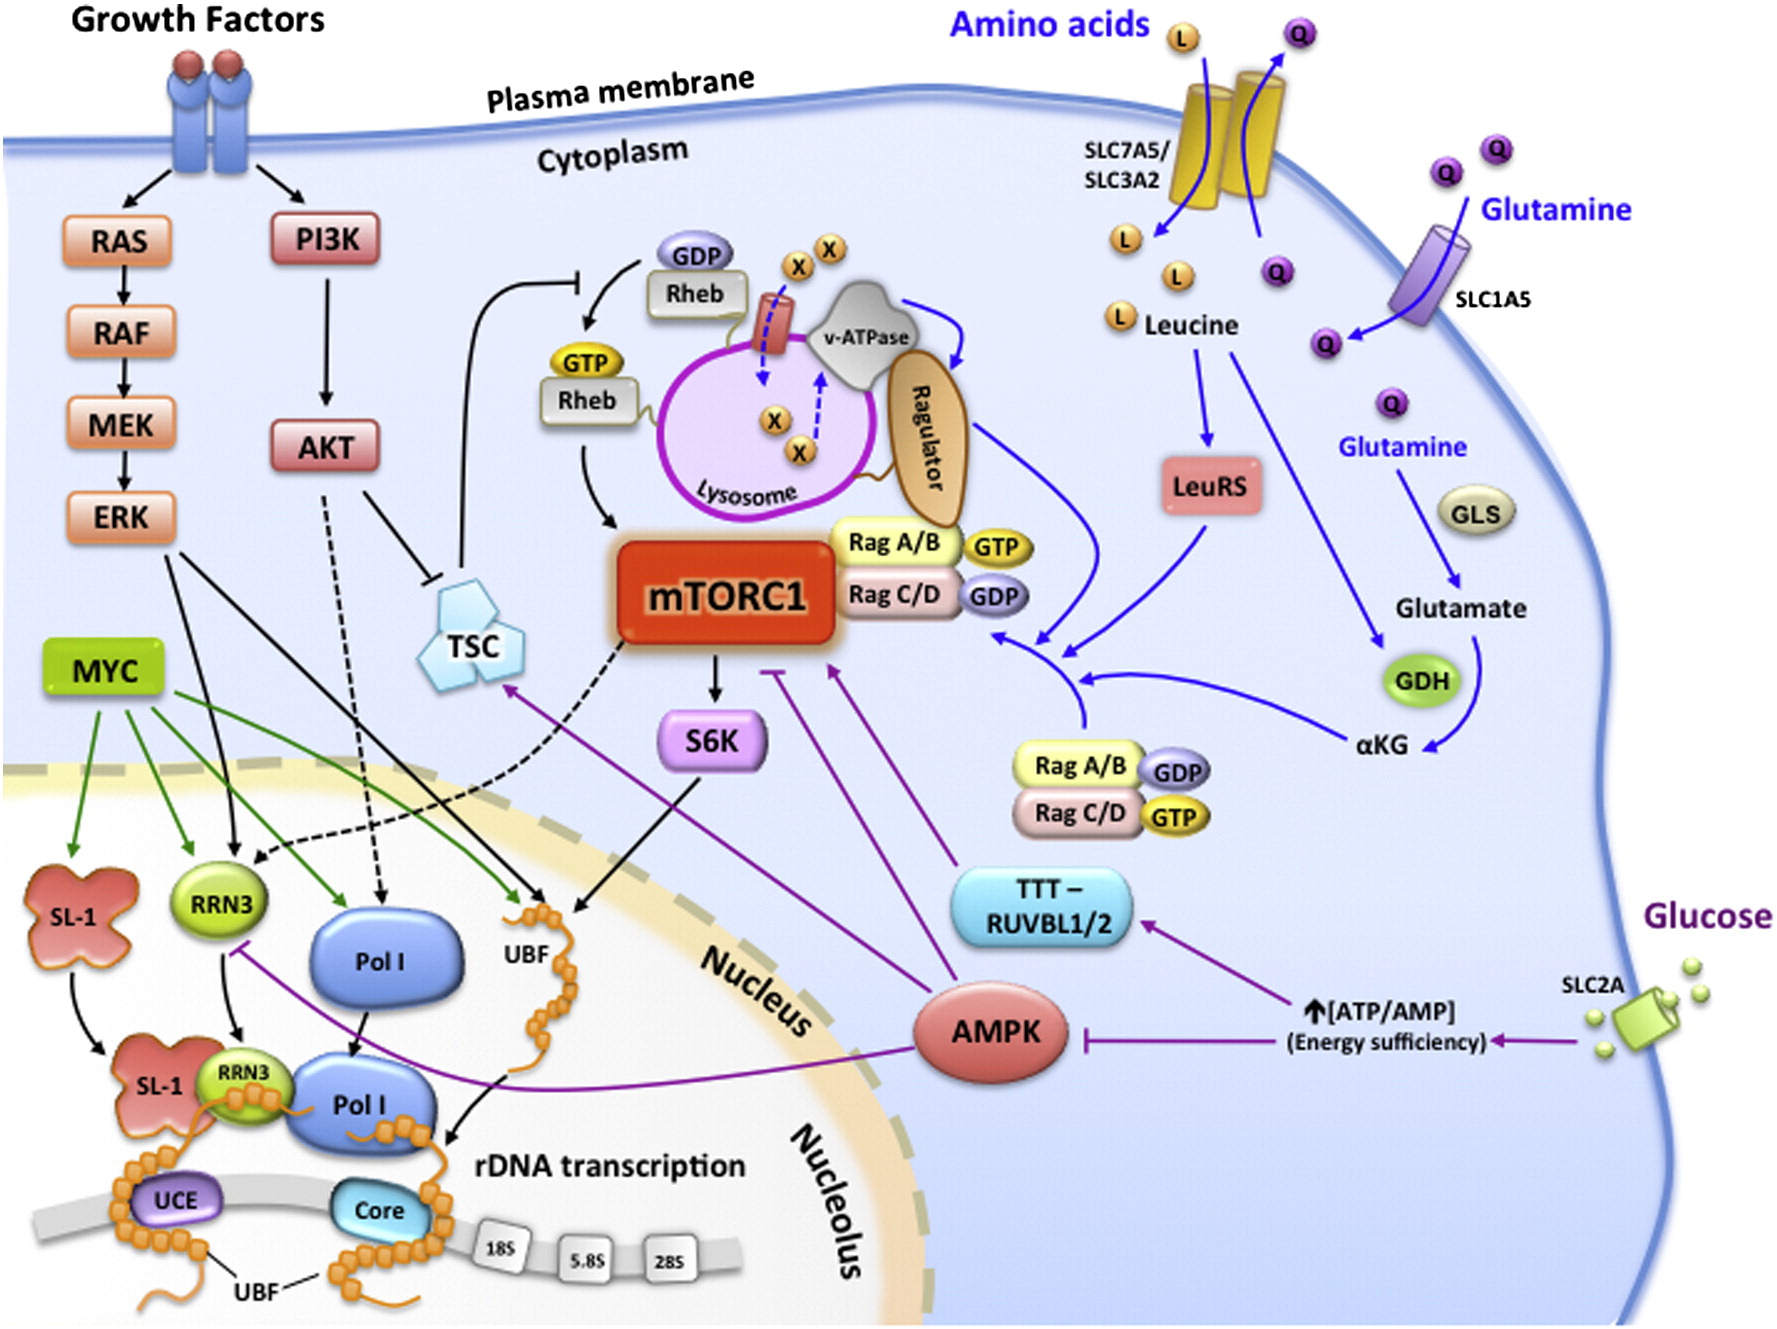 Growth Factors
Plasma membrane
Cytoplasm
Amino acids
L
Q
SLC7A5/
SLC3A2
Q
Q
Glutamine
SLC1A5
L
L
Q
L
Leucine
Q
Q
Glutamine
GLS
Glutamate
LeuRS
GDH
αKG
RAS
RAF
MEK
ERK
PI3K
AKT
TSC
MYC
GDP
Rheb
GTP
Rheb
X
X
X
X
v-ATPase
Ragulator
Lysosome
mTORC1
Rag A/B
GTP
Rag C/D
GDP
S6K
Rag A/B
GDP
Rag C/D
GTP
TTT –
RUVBL1/2
AMPK
[ATP/AMP]
(Energy sufficiency)
Glucose
SLC2A
SL-1
RRN3
Pol I
UBF
Nucleus
Nucleolus
SL-1
RRN3
Pol I
rDNA transcription
UCE
Core
18S
5.8S
28S
UBF